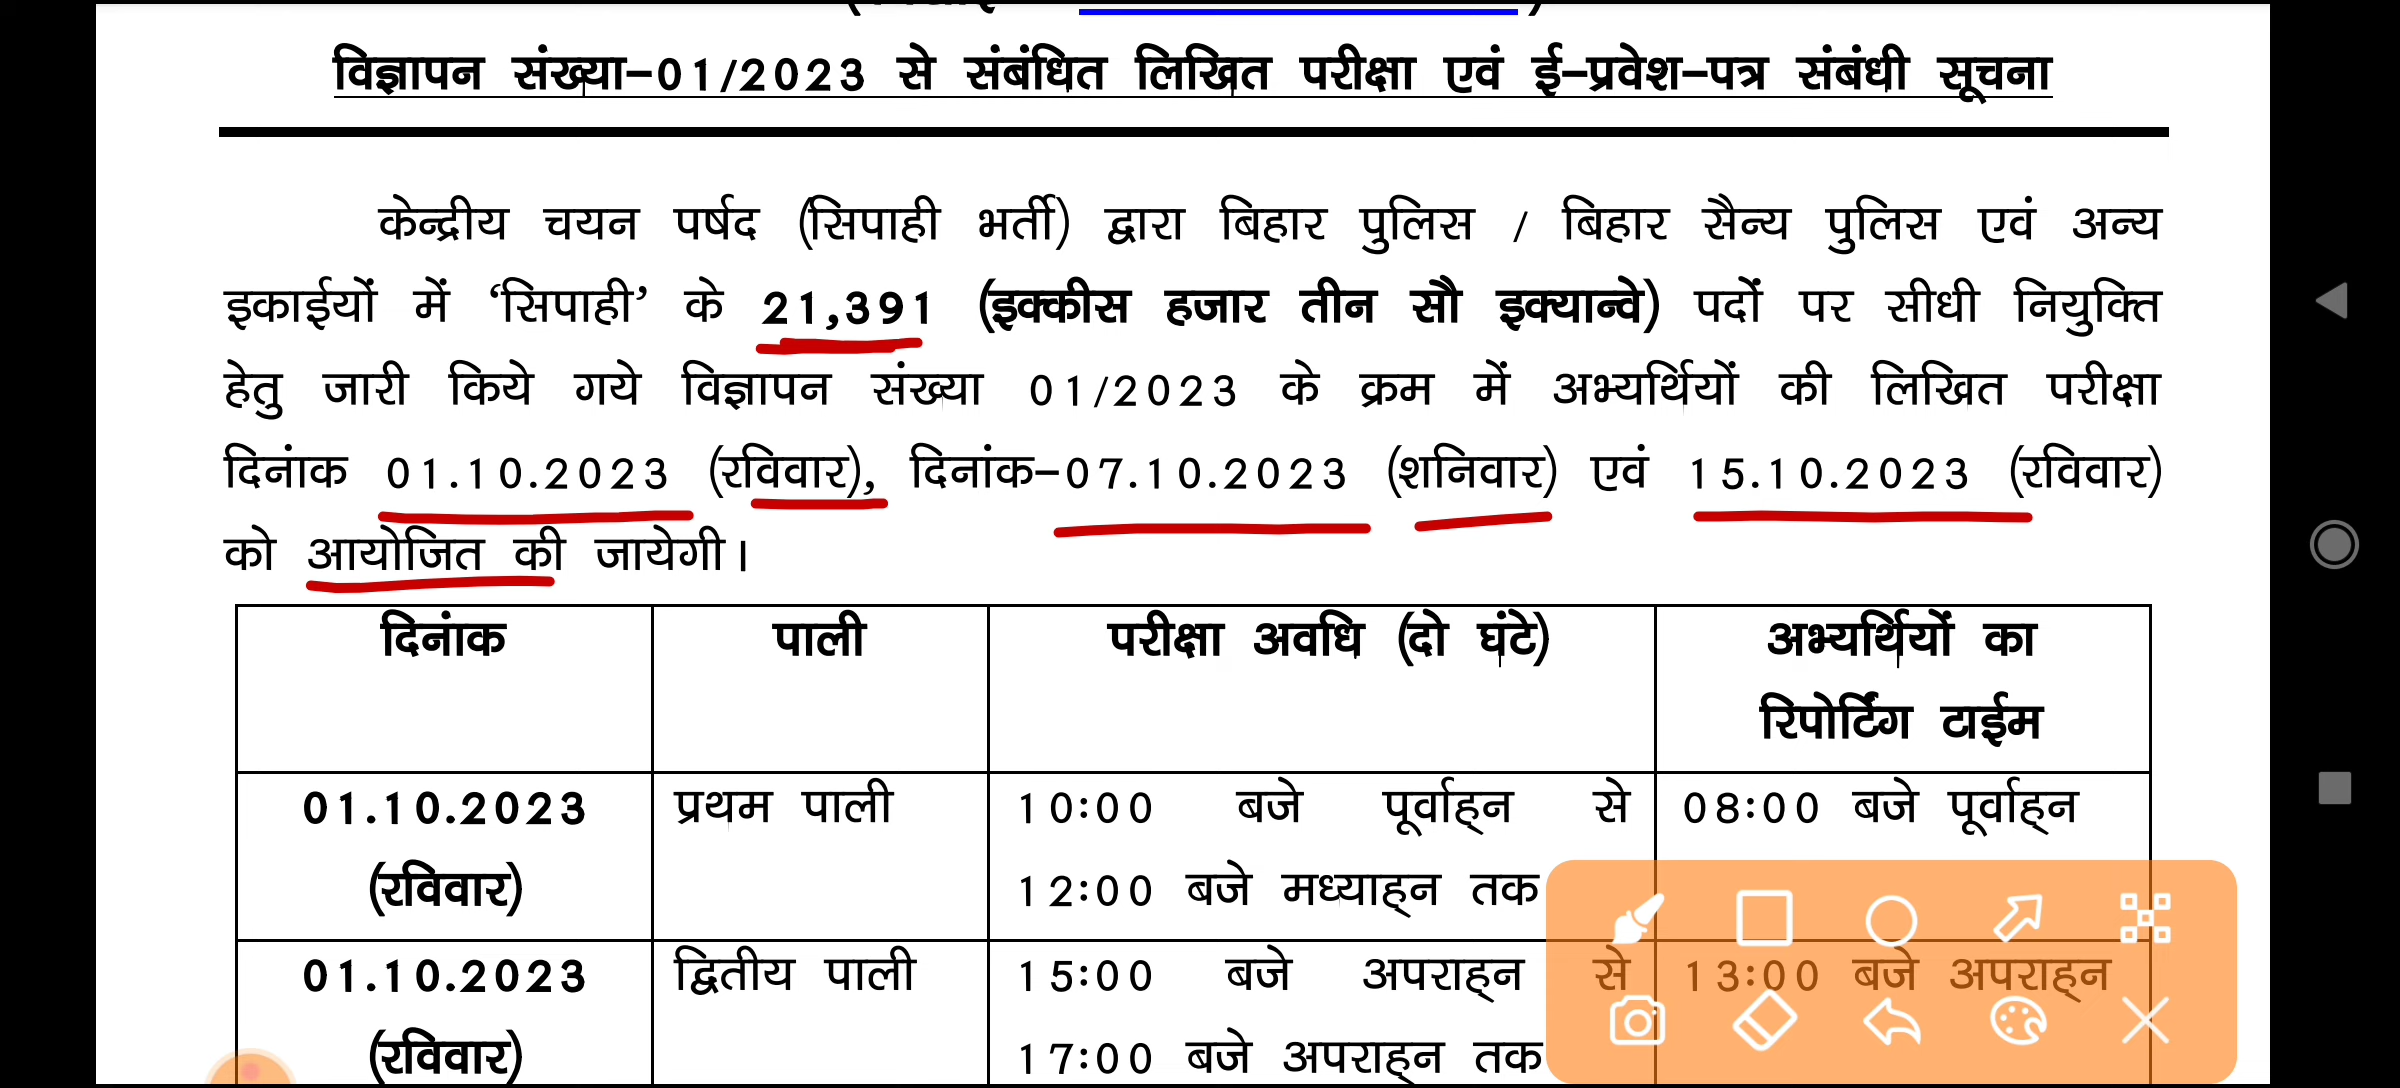 विज्ञापन संख्या-01/2023 से संबंधित लिखित परीक्षा एवं ई-प्रवेश-पत्र संबंधी सूचना
केन्द्रीय चयन पर्षद (सिपाही भर्ती) द्वारा बिहार पुलिस / बिहार सैन्य पुलिस एवं अन्य
इकाईयों में ‘सिपाही’ के 21,391 (इक्कीस हजार तीन सौ इक्यान्वे) पदों पर सीधी नियुक्ति
हेतु जारी किये गये विज्ञापन संख्या 01/2023 के क्रम में अभ्यर्थियों की लिखित परीक्षा
दिनांक 01.10.2023 (रविवार), दिनांक-07.10.2023 (शनिवार) एवं 15.10.2023 (रविवार)
को आयोजित की जायेगी।
दिनांक पाली परीक्षा अवधि (दो घंटे) अभ्यर्थियों का
रिपोर्टिंग टाईम
01.10.2023 प्रथम पाली 10:00 बजे पूर्वाह्न से 08:00 बजे पूर्वाह्न
(रविवार) 12:00 बजे मध्याह्न तक
01.10.2023 द्वितीय पाली 15:00 बजे अपराह्न से 13:00 बजे अपराह्न
(रविवार) 17:00 बजे अपराह्न तक